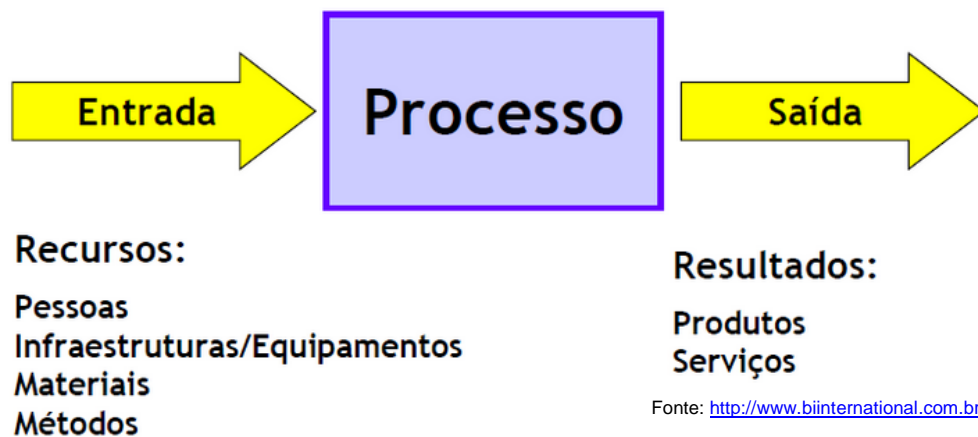 Entrada
Processo
Saída
Recursos:
Pessoas
Infraestruturas/Equipamentos
Materiais
Métodos
Resultados:
Produtos
Serviços
Fonte: http://www.biinternational.com.br